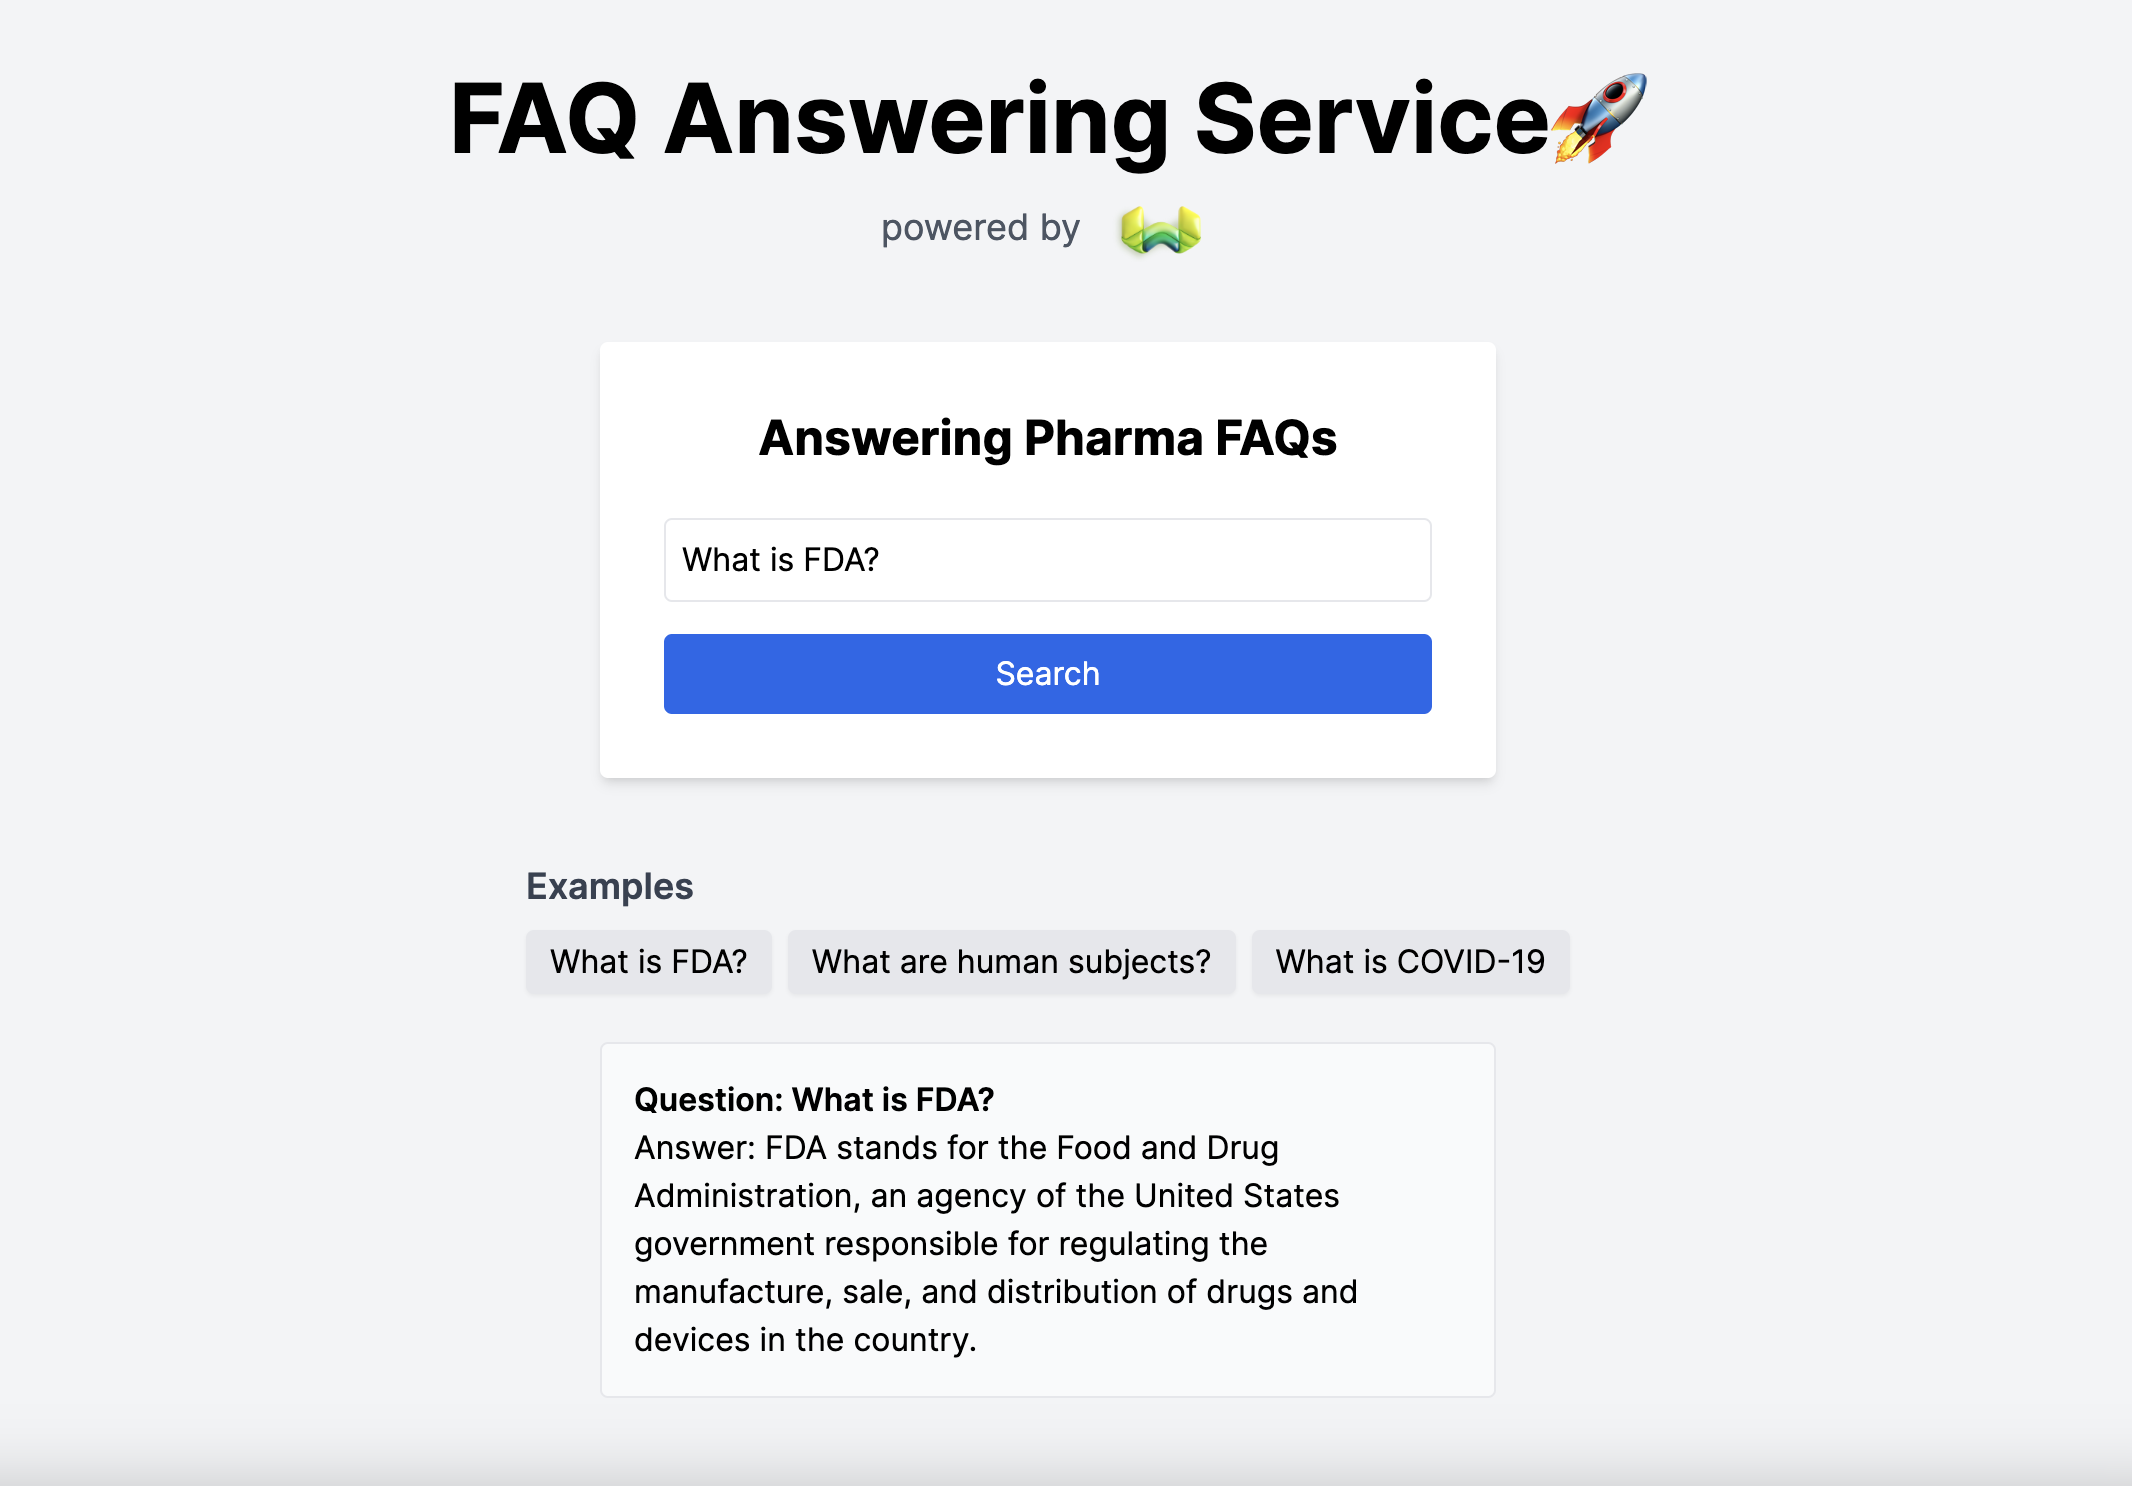 FAQ Answering Service🚀
powered by
Answering Pharma FAQs
What is FDA?
Search
Examples
What is FDA?
What are human subjects?
What is COVID-19
Question: What is FDA?
Answer: FDA stands for the Food and Drug
Administration, an agency of the United States
government responsible for regulating the
manufacture, sale, and distribution of drugs and
devices in the country.